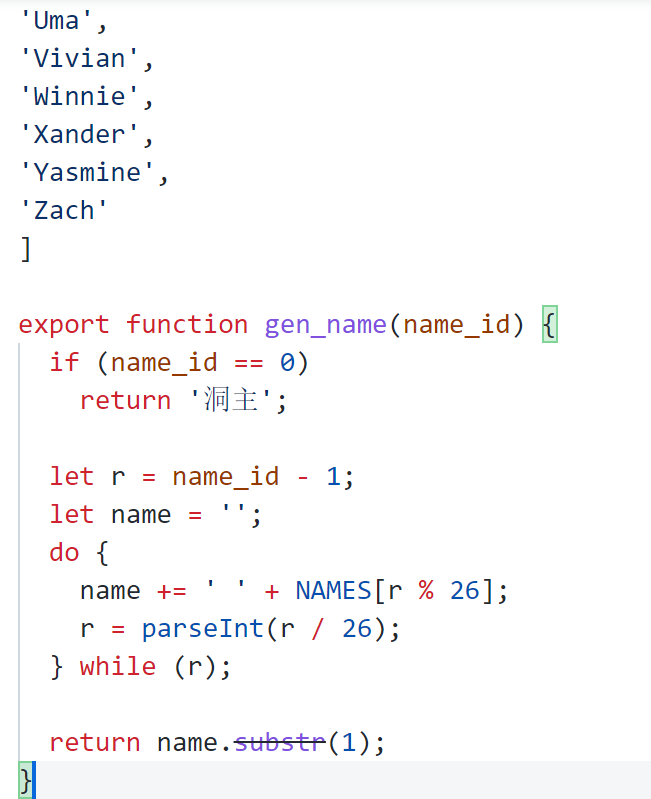 'Uma',
'Vivian',
'Winnie',
'Xander',
'Yasmine',
'Zach'
]
export function gen_name(name_id) {
if (name_id == 0)
return '洞主';
let r = name_id - 1;
let name = '';
do {
name += ' ' + NAMES[r % 26];
r = parseInt(r / 26);
} while (r);
return name.substr(1);
}